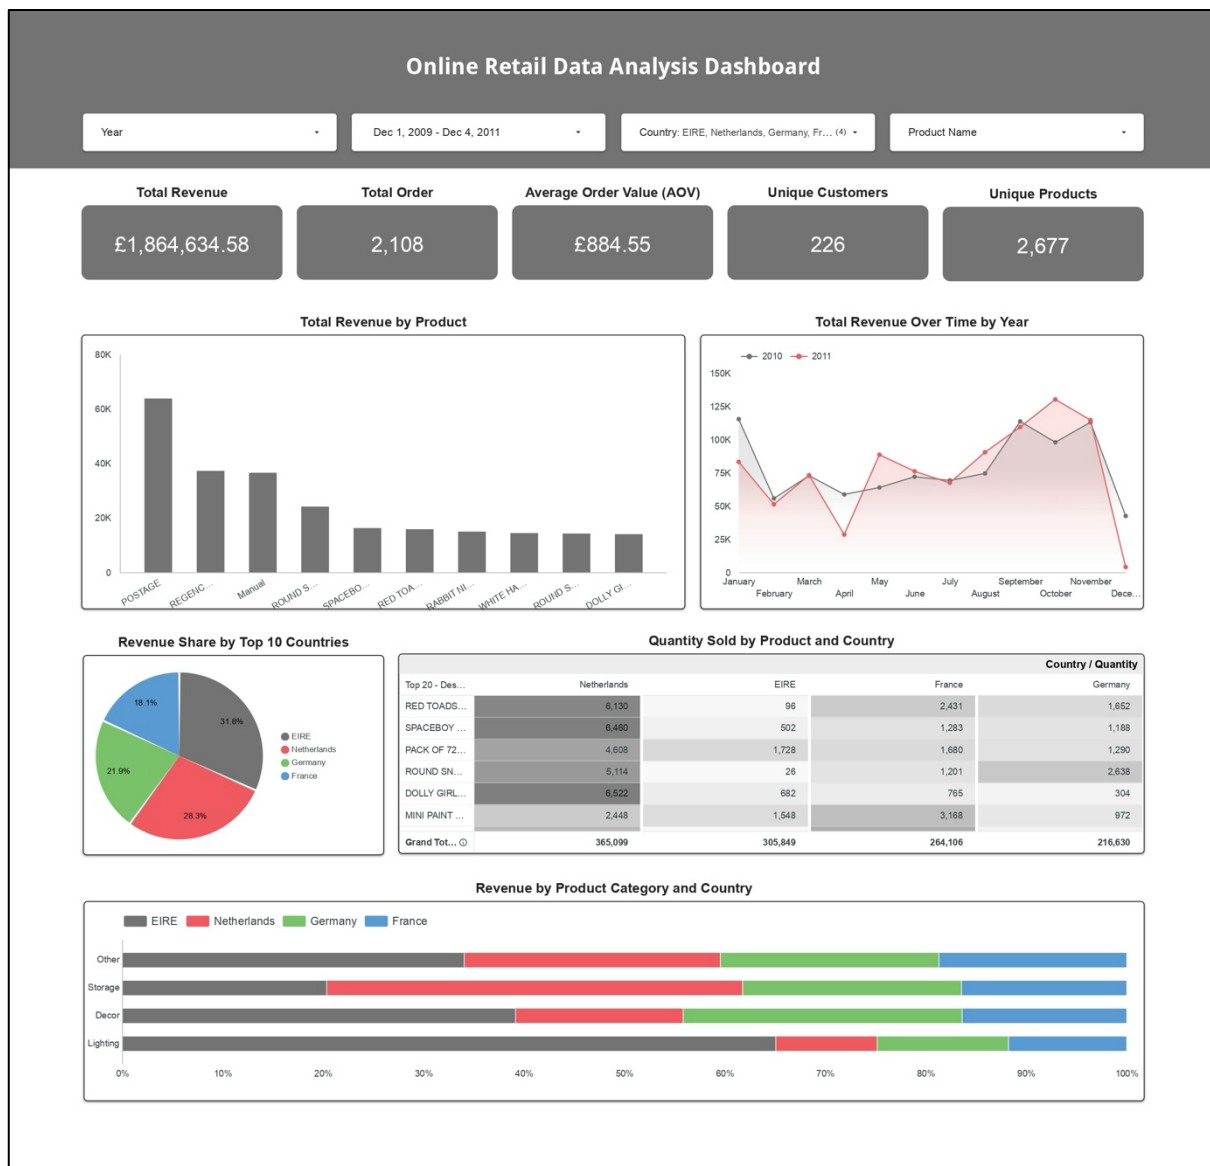 Online Retail Data Analysis Dashboard
Year
Dec 1, 2009 - Dec 4, 2011
Country: EIRE, Netherlands, Germany, Fr... (4)
Product Name
Total Revenue
Total Order
Average Order Value (AOV)
Unique Customers
Unique Products
£1,864,634.58
2,108
£884.55
226
2,677
Total Revenue by Product
80K
60K
40K
20K
0
POSTAGE
REGENC...
Manual
ROUND S...
SPACEBO...
RED TOA...
RABBIT NI...
WHITE HA...
ROUND S...
DOLLY GI...
Total Revenue Over Time by Year
2010 2011
150K
125K
100K
75K
50K
25K
0
January
February
March
April
May
June
July
August
September
October
November
Dece...
Revenue Share by Top 10 Countries
18.1%
31.8%
21.9%
28.3%
EIRE
Netherlands
Germany
France
Quantity Sold by Product and Country
Country / Quantity
Top 20 - Des... Netherlands EIRE France Germany
RED TOADS... 6,130 96 2,431 1,652
SPACEBOY ... 6,460 502 1,283 1,188
PACK OF 72... 4,608 1,728 1,680 1,290
ROUND SN... 5,114 26 1,201 2,638
DOLLY GIRL... 6,522 682 765 304
MINI PAINT ... 2,448 1,548 3,168 972
Grand Tot... 365,099 305,849 264,106 216,630
Revenue by Product Category and Country
EIRE Netherlands Germany France
Other
Storage
Decor
Lighting
0% 10% 20% 30% 40% 50% 60% 70% 80% 90% 100%